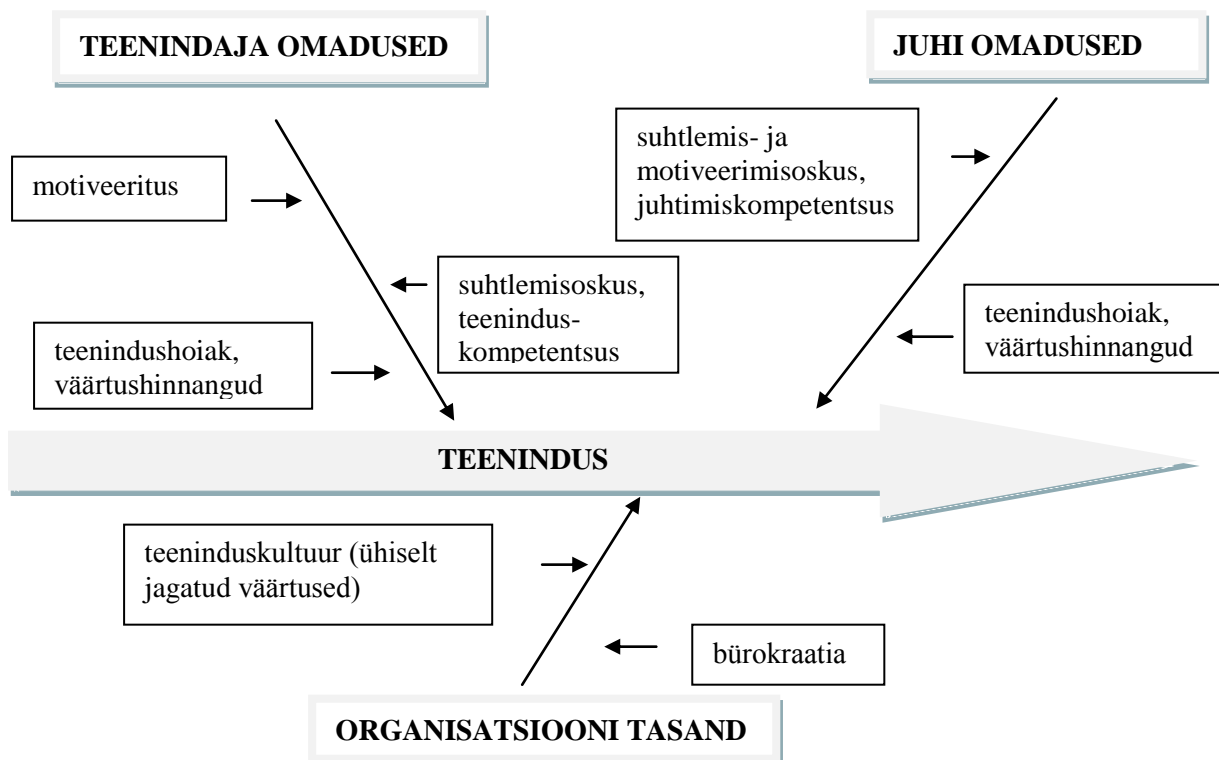 TEENINDAJA OMADUSED
JUHI OMADUSED
motiveeritus
suhtlemisoskus,
teenindus-
kompetentsus
teenindushoiak,
väärtushinnangud
suhtlemis- ja
motiveerimisoskus,
juhtimiskompetentsus
teenindushoiak,
väärtushinnangud
TEENINDUS
teeninduskultuur (ühiselt
jagatud väärtused)
bürokraatia
ORGANISATSIOONI TASAND